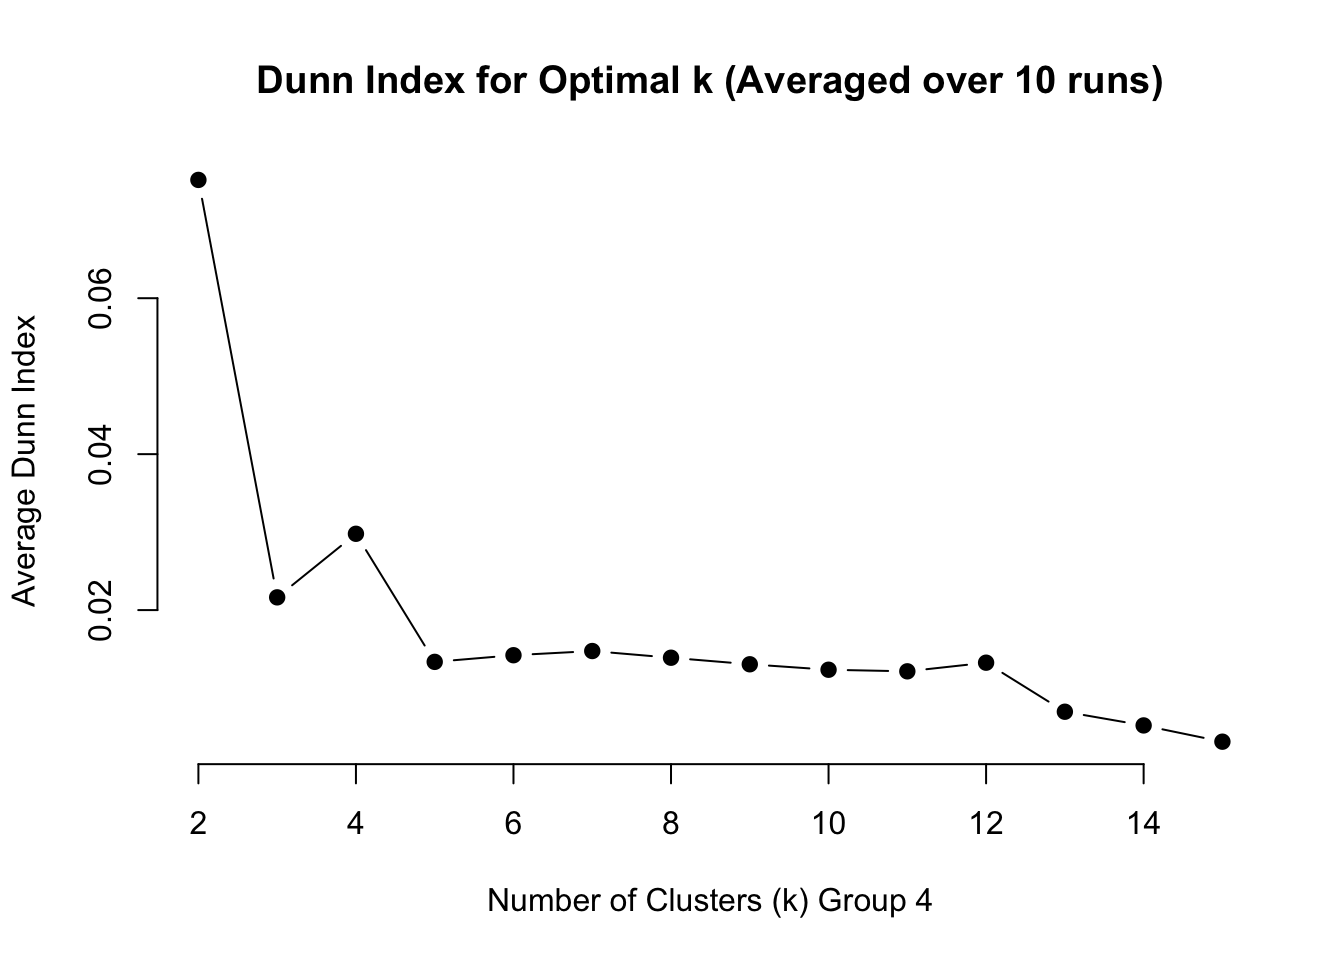 Dunn Index for Optimal k (Averaged over 10 runs)
Average Dunn Index
0.06
0.04
0.02
2 4 6 8 10 12 14
Number of Clusters (k) Group 4